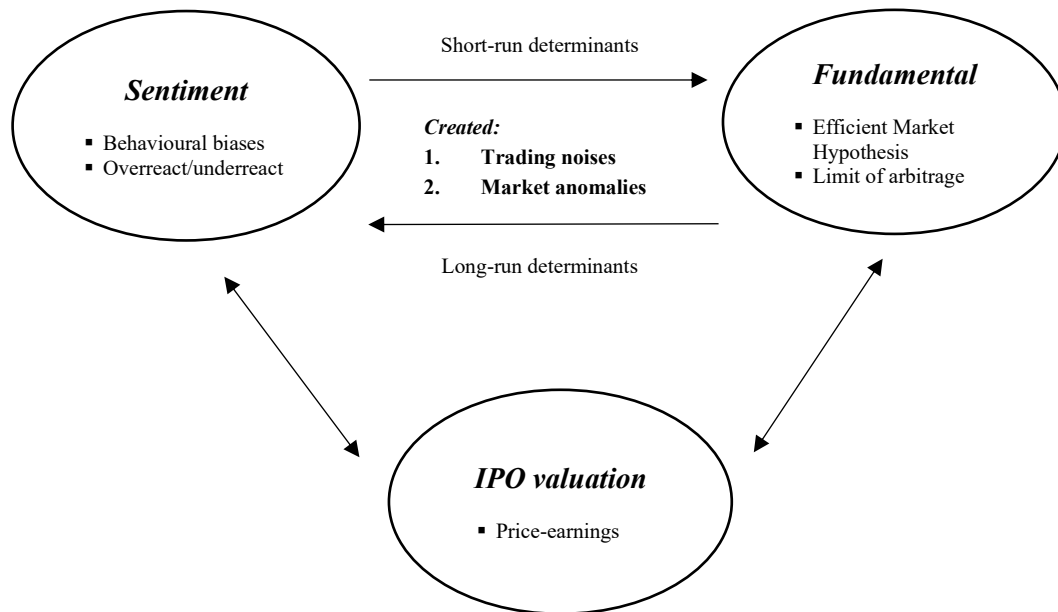 Short-run determinants
Sentiment
▪ Behavioural biases
▪ Overreact/underreact
Created:
1. Trading noises
2. Market anomalies
Fundamental
▪ Efficient Market
Hypothesis
▪ Limit of arbitrage
Long-run determinants
IPO valuation
▪ Price-earnings